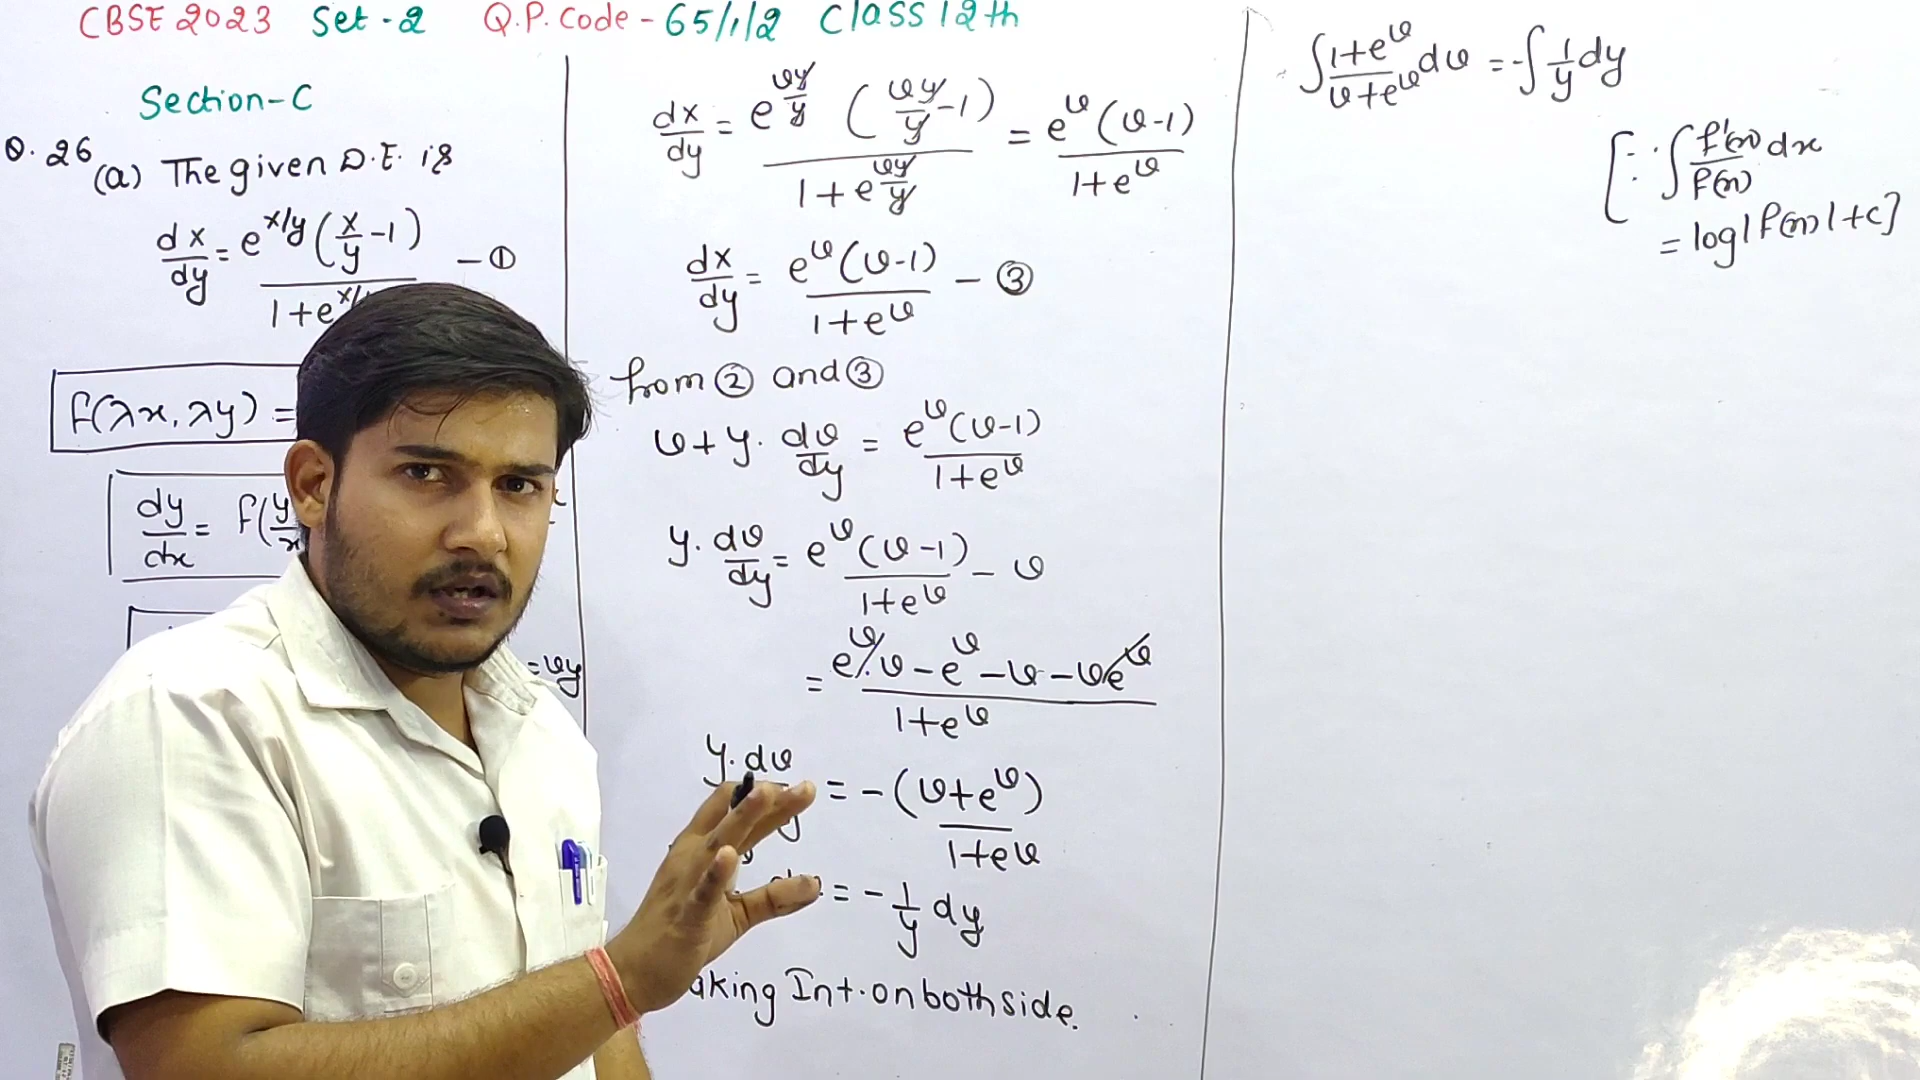 CBSE 2023 Set-2 Q.P. Code - 65/1/2 Class 12th
Section-C
Q.26 (a) The given D.E. is
dx/dy = e^{x/y} (x/y - 1) / 1+e^{x/ — ①
f(λx, λy) =
dy/dx = f(y/x
=vy
dx/dy = e^{vy/y} (vy/y - 1) / 1+e^{vy/y} = e^v (v-1) / 1+e^v
dx/dy = e^v (v-1) / 1+e^v — ③
from ② and ③
v + y. dv/dy = e^v (v-1) / 1+e^v
y. dv/dy = e^v (v-1) / 1+e^v - v
= e^v.v - e^v - v - ve^v / 1+e^v
y. dv = -(v+e^v) / 1+e^v
= - 1/y dy
aking Int. on both side.
∫ 1+e^v / v+e^v dv = -∫ 1/y dy
[∵ ∫ f'(x)/f(x) dx
= log|f(x)|+c]